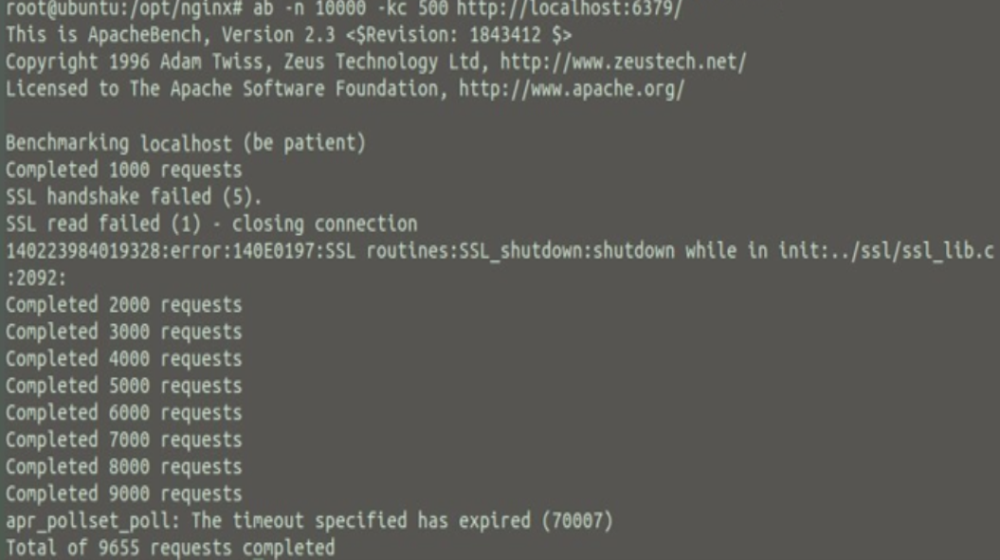 root@ubuntu:/opt/nginx# ab -n 10000 -kc 500 http://localhost:6379/
This is ApacheBench, Version 2.3 <$Revision: 1843412 $>
Copyright 1996 Adam Twiss, Zeus Technology Ltd, http://www.zeustech.net/
Licensed to The Apache Software Foundation, http://www.apache.org/
Benchmarking localhost (be patient)
Completed 1000 requests
SSL handshake failed (5).
SSL read failed (1) - closing connection
140223984019328:error:140E0197:SSL routines:SSL_shutdown:shutdown while in init:../ssl/ssl_lib.c
:2092:
Completed 2000 requests
Completed 3000 requests
Completed 4000 requests
Completed 5000 requests
Completed 6000 requests
Completed 7000 requests
Completed 8000 requests
Completed 9000 requests
apr_pollset_poll: The timeout specified has expired (70007)
Total of 9655 requests completed